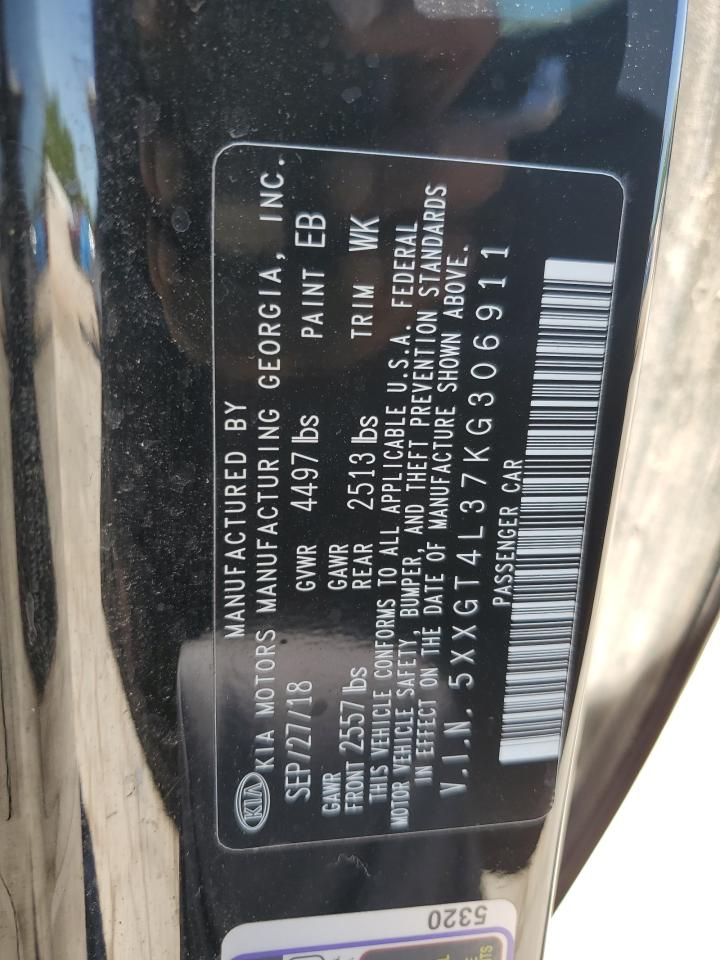 MANUFACTURED BY
KIA KIA MOTORS MANUFACTURING GEORGIA, INC.
SEP/27/18 GVWR 4497 lbs PAINT EB
GAWR GAWR
FRONT 2557 lbs REAR 2513 lbs TRIM WK
THIS VEHICLE CONFORMS TO ALL APPLICABLE U.S.A. FEDERAL
MOTOR VEHICLE SAFETY, BUMPER, AND THEFT PREVENTION STANDARDS
IN EFFECT ON THE DATE OF MANUFACTURE SHOWN ABOVE.
V.I.N. 5XXGT4L37KG306911
PASSENGER CAR
5320